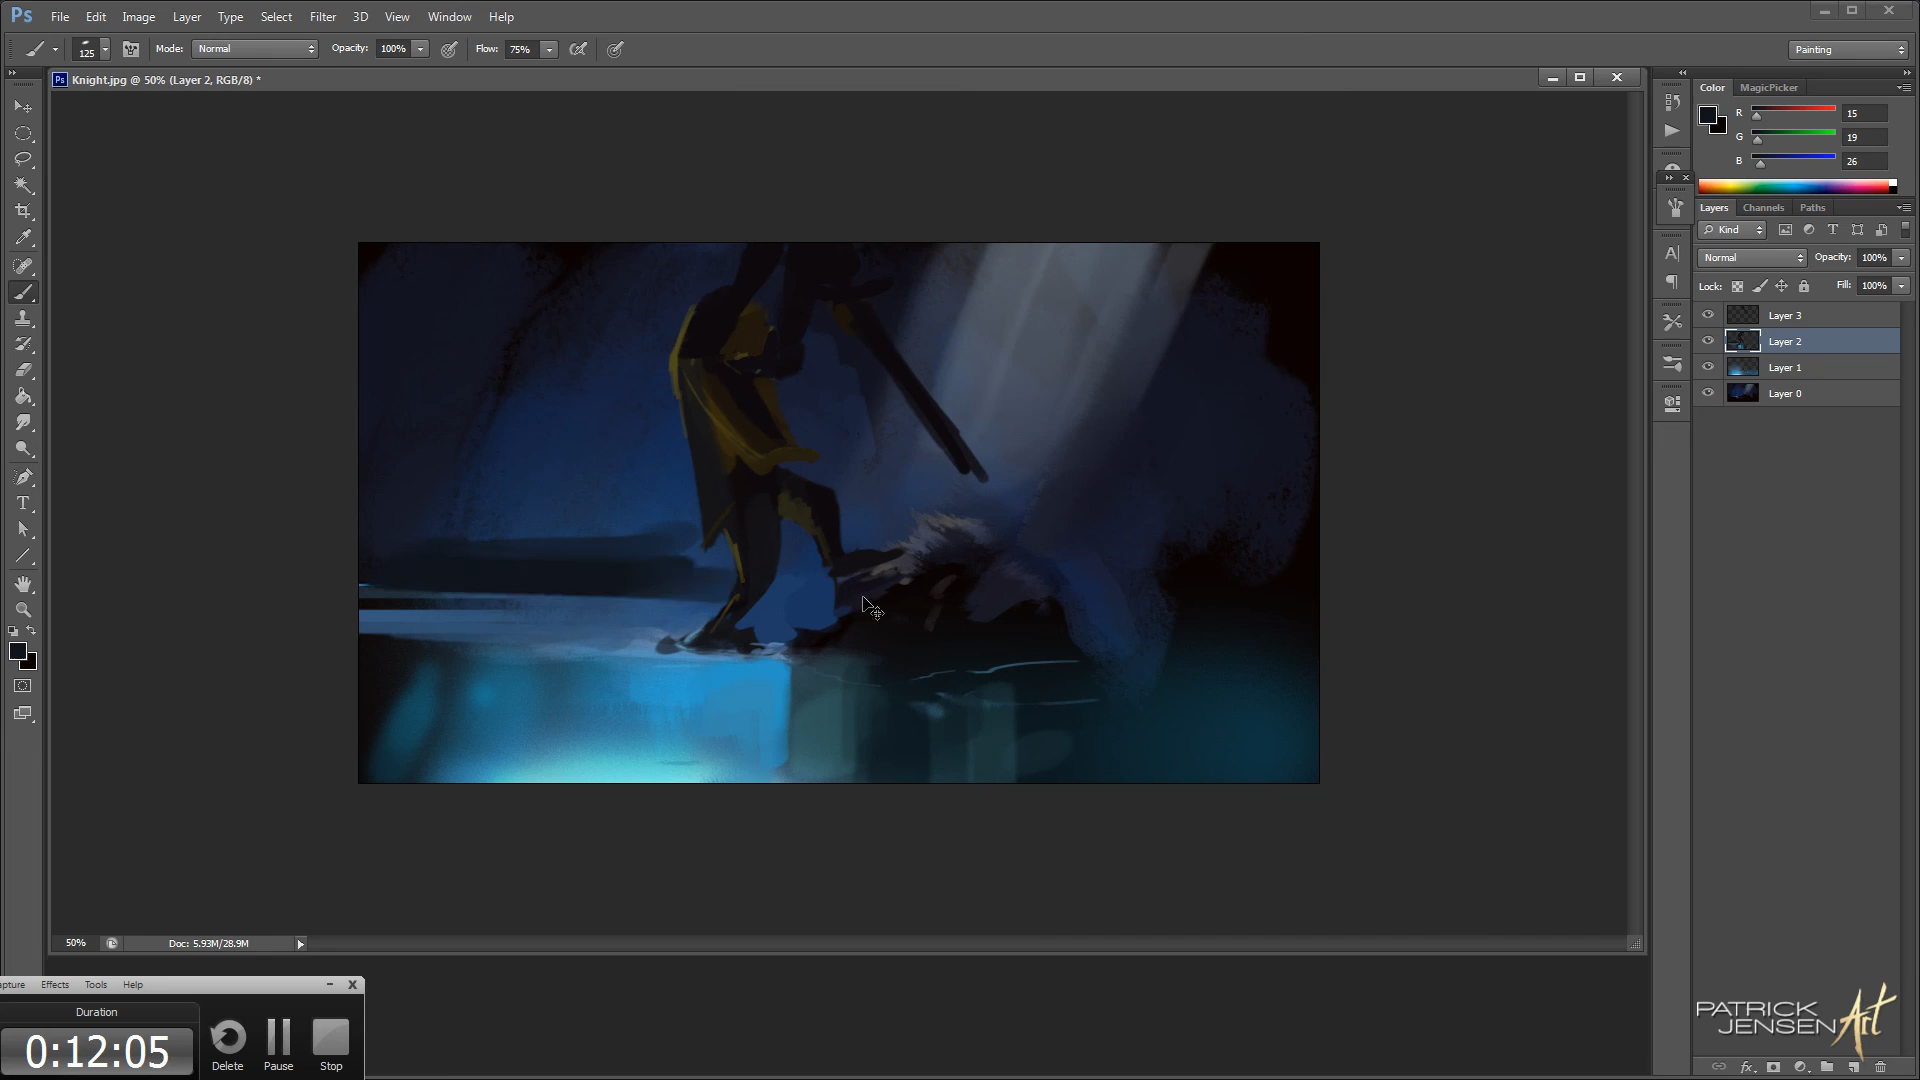 Ps File Edit Image Layer Type Select Filter 3D View Window Help
125 Mode: Normal Opacity: 100% Flow: 75% Painting
Ps Knight.jpg @ 50% (Layer 2, RGB/8) *
Color MagicPicker
R 15
G 19
B 26
Layers Channels Paths
Kind
Normal Opacity: 100%
Lock: Fill: 100%
Layer 3
Layer 2
Layer 1
Layer 0
50% Doc: 5.93M/28.9M
apture Effects Tools Help
Duration
0:12:05
Delete Pause Stop
PATRICK
JENSEN Art